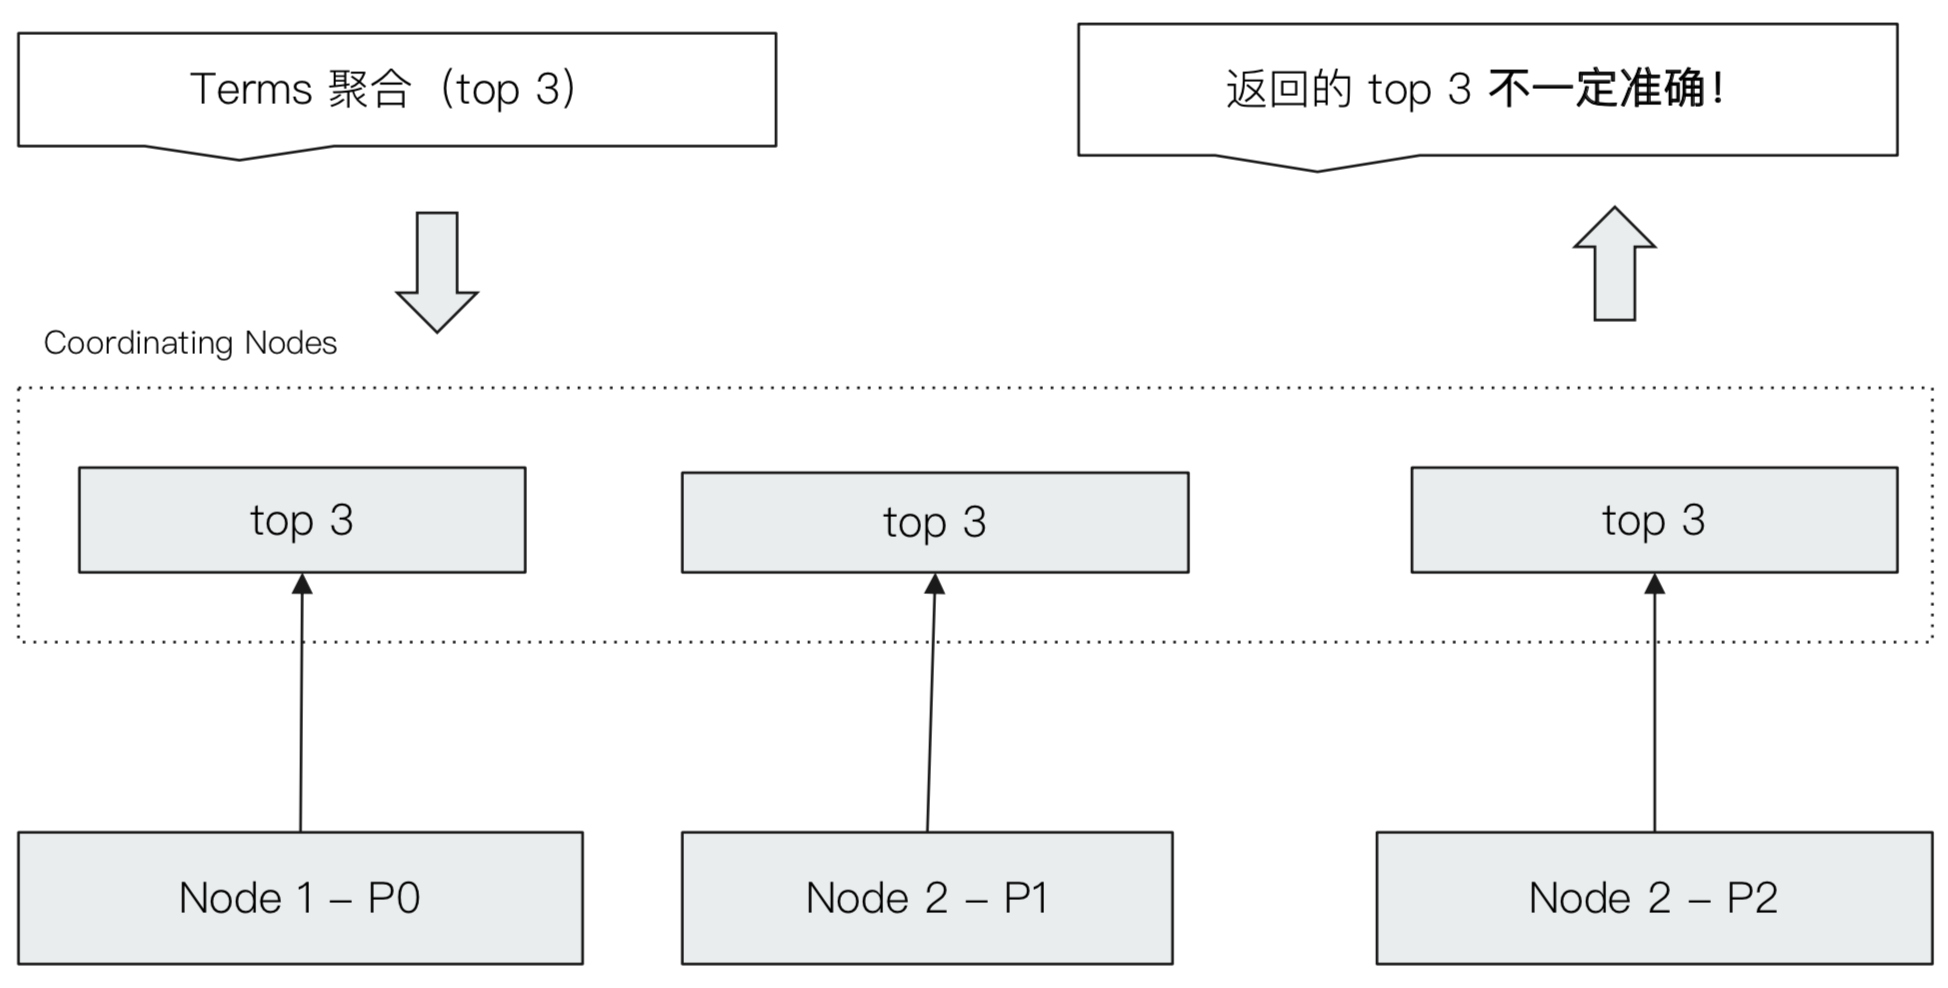 Terms 聚合（top 3）
返回的 top 3 不一定准确！
Coordinating Nodes
top 3
top 3
top 3
Node 1 – P0
Node 2 – P1
Node 2 – P2